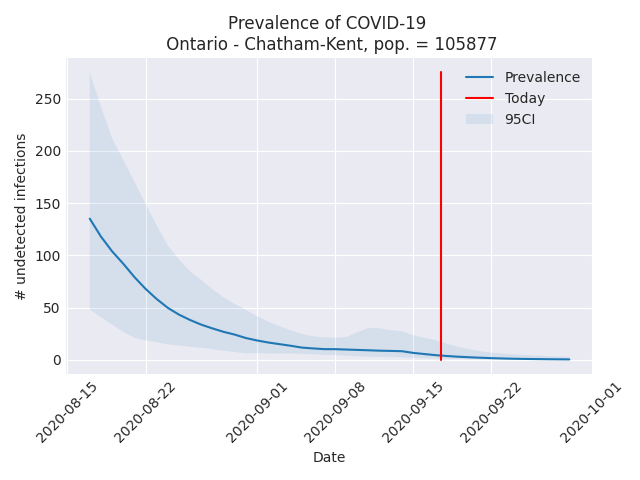 Prevalence of COVID-19
Ontario - Chatham-Kent, pop. = 105877
Prevalence
Today
95CI
# undetected infections
250
200
150
100
50
0
2020-08-15
2020-08-22
2020-09-01
2020-09-08
2020-09-15
2020-09-22
2020-10-01
Date